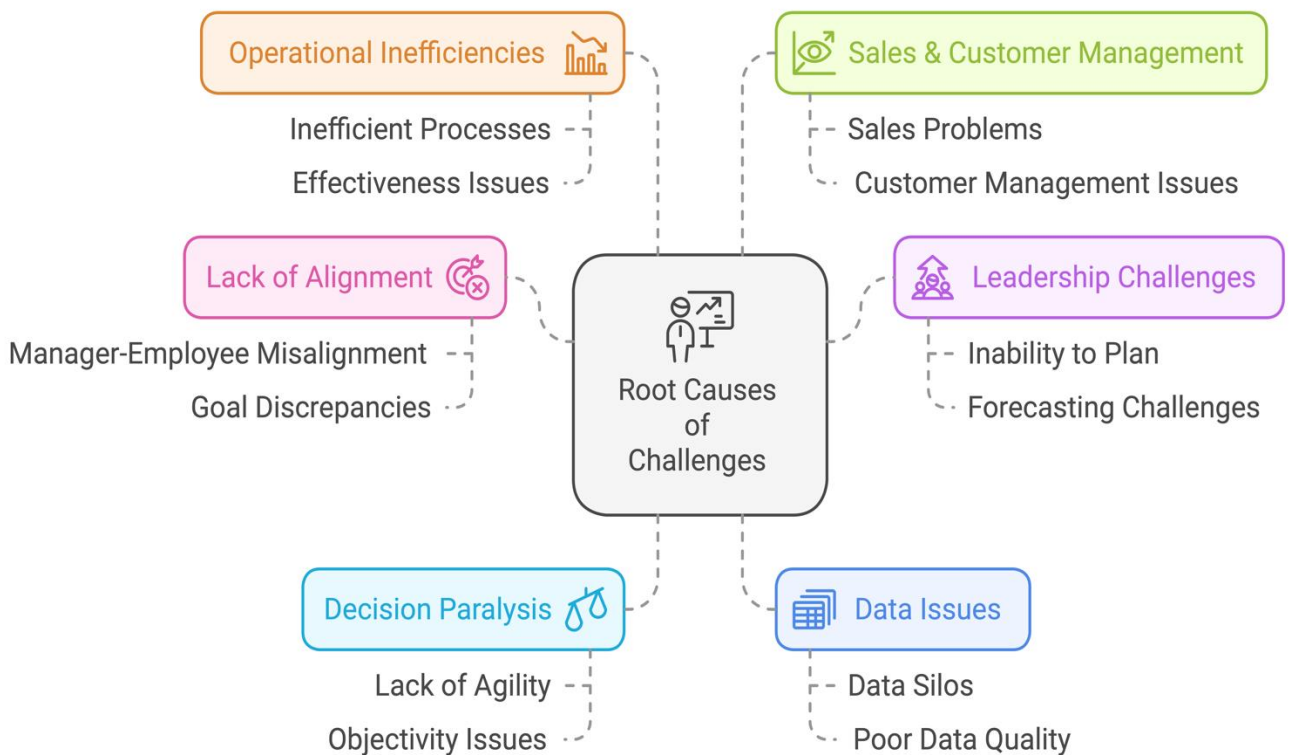 Operational Inefficiencies
Inefficient Processes
Effectiveness Issues
Sales & Customer Management
Sales Problems
Customer Management Issues
Lack of Alignment
Manager-Employee Misalignment
Goal Discrepancies
Leadership Challenges
Inability to Plan
Forecasting Challenges
Root Causes
of
Challenges
Decision Paralysis
Lack of Agility
Objectivity Issues
Data Issues
Data Silos
Poor Data Quality